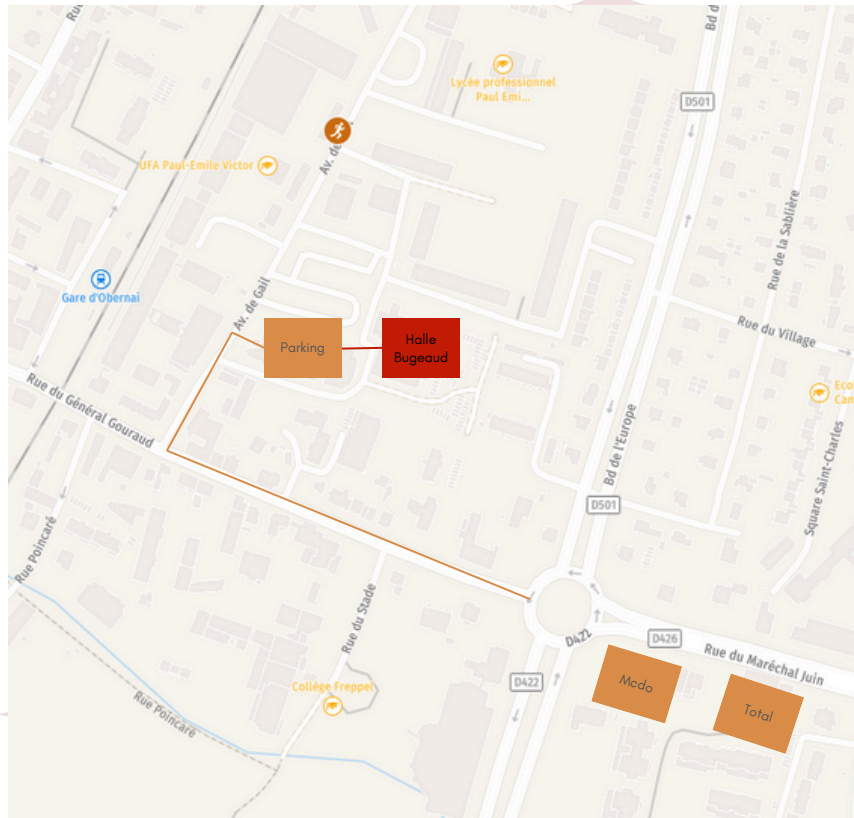 Ru
Bd d
Lycée professionnel
Paul Emi...
D501
Av. de
UFA Paul-Emile Victor
Rue de la Sablière
Gare d'Obernai
Av. de Gail
Rue du Village
Parking
Halle
Bugeaud
Rue du Général Gouraud
Eco
Can
Bd de l'Europe
Square Saint-Charles
D501
Rue Poincaré
Rue du Stade
D422
D426
Rue du Maréchal Juin
Mcdo
D422
Collège Freppel
Rue Poincaré
Total